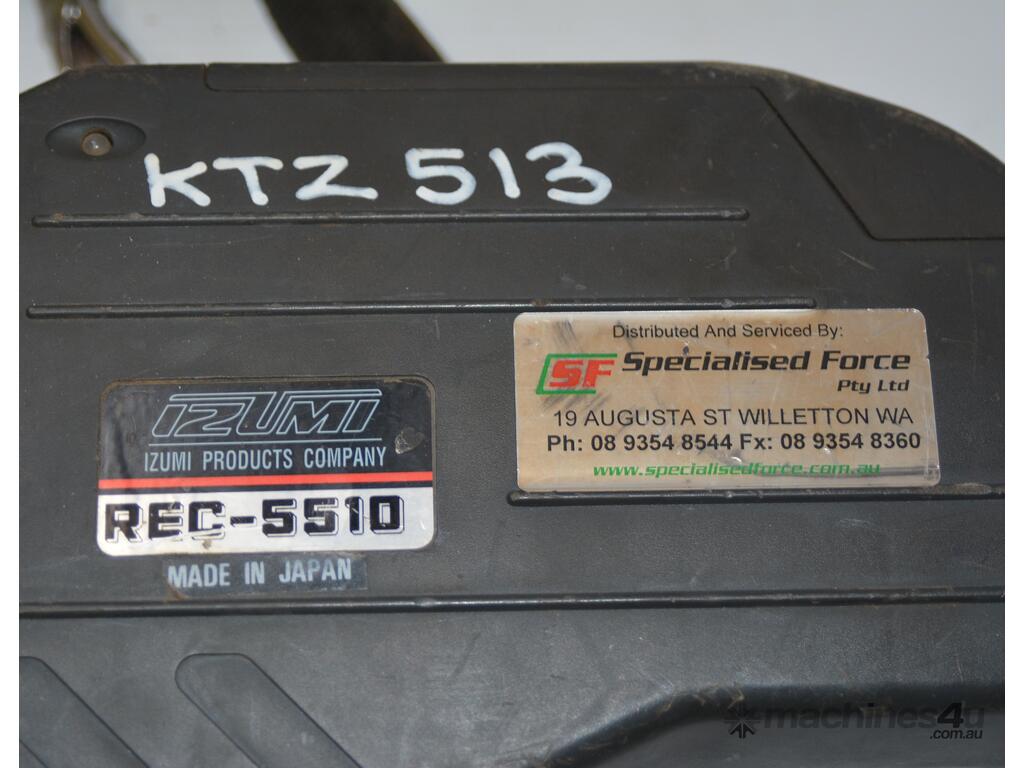 KTZ 513
Distributed And Serviced By:
SF Specialised Force
Pty Ltd
19 AUGUSTA ST WILLETTON WA
Ph: 08 9354 8544 Fx: 08 9354 8360
www.specialisedforce.com.au
IZUMI
IZUMI PRODUCTS COMPANY
REC-5510
MADE IN JAPAN
machines4u
.com.au